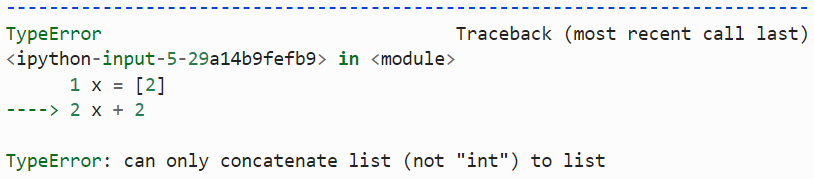 ---------------------------------------------------------------------------
TypeError                                 Traceback (most recent call last)
<ipython-input-5-29a14b9fefb9> in <module>
      1 x = [2]
----> 2 x + 2

TypeError: can only concatenate list (not "int") to list